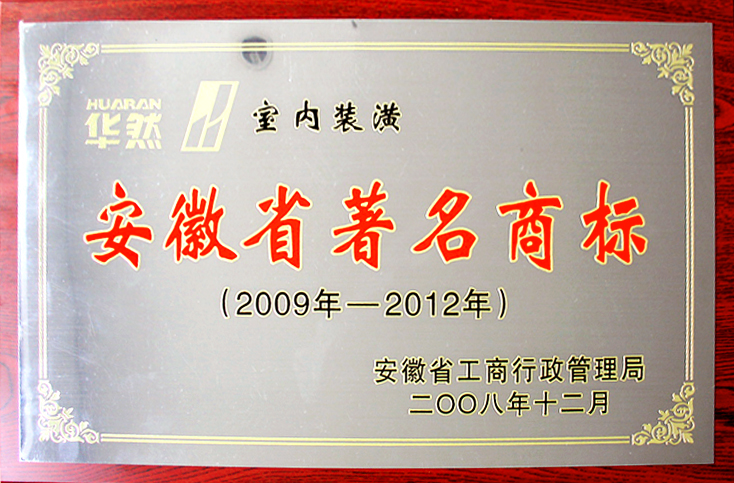 HUARAN
华然 室内装潢
安徽省著名商标
(2009年—2012年)
安徽省工商行政管理局
二〇〇八年十二月